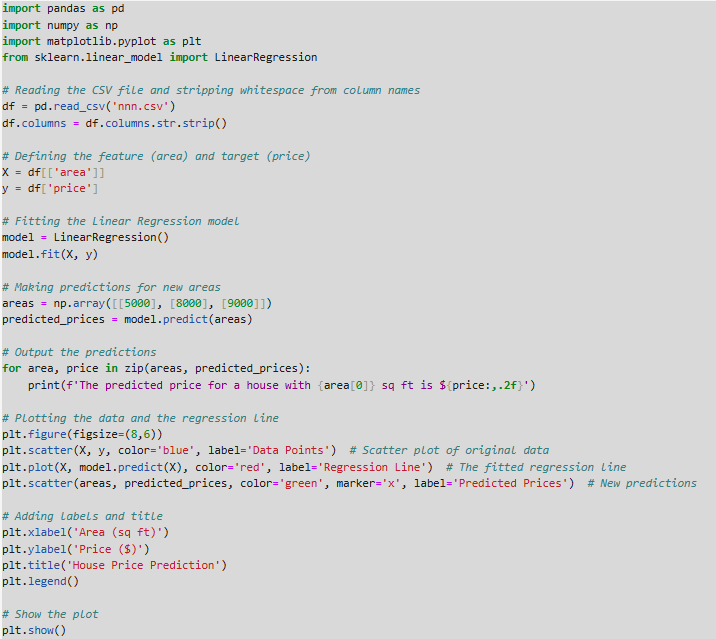 import pandas as pd
import numpy as np
import matplotlib.pyplot as plt
from sklearn.linear_model import LinearRegression

# Reading the CSV file and stripping whitespace from column names
df = pd.read_csv('nnn.csv')
df.columns = df.columns.str.strip()

# Defining the feature (area) and target (price)
X = df[['area']]
y = df['price']

# Fitting the Linear Regression model
model = LinearRegression()
model.fit(X, y)

# Making predictions for new areas
areas = np.array([[5000], [8000], [9000]])
predicted_prices = model.predict(areas)

# Output the predictions
for area, price in zip(areas, predicted_prices):
    print(f'The predicted price for a house with {area[0]} sq ft is ${price:,.2f}')

# Plotting the data and the regression line
plt.figure(figsize=(8,6))
plt.scatter(X, y, color='blue', label='Data Points')  # Scatter plot of original data
plt.plot(X, model.predict(X), color='red', label='Regression Line')  # The fitted regression line
plt.scatter(areas, predicted_prices, color='green', marker='x', label='Predicted Prices')  # New predictions

# Adding labels and title
plt.xlabel('Area (sq ft)')
plt.ylabel('Price ($)')
plt.title('House Price Prediction')
plt.legend()

# Show the plot
plt.show()